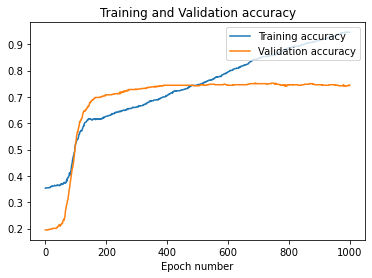 Training and Validation accuracy
Training accuracy
Validation accuracy
0.9
0.8
0.7
0.6
0.5
0.4
0.3
0.2
0 200 400 600 800 1000
Epoch number